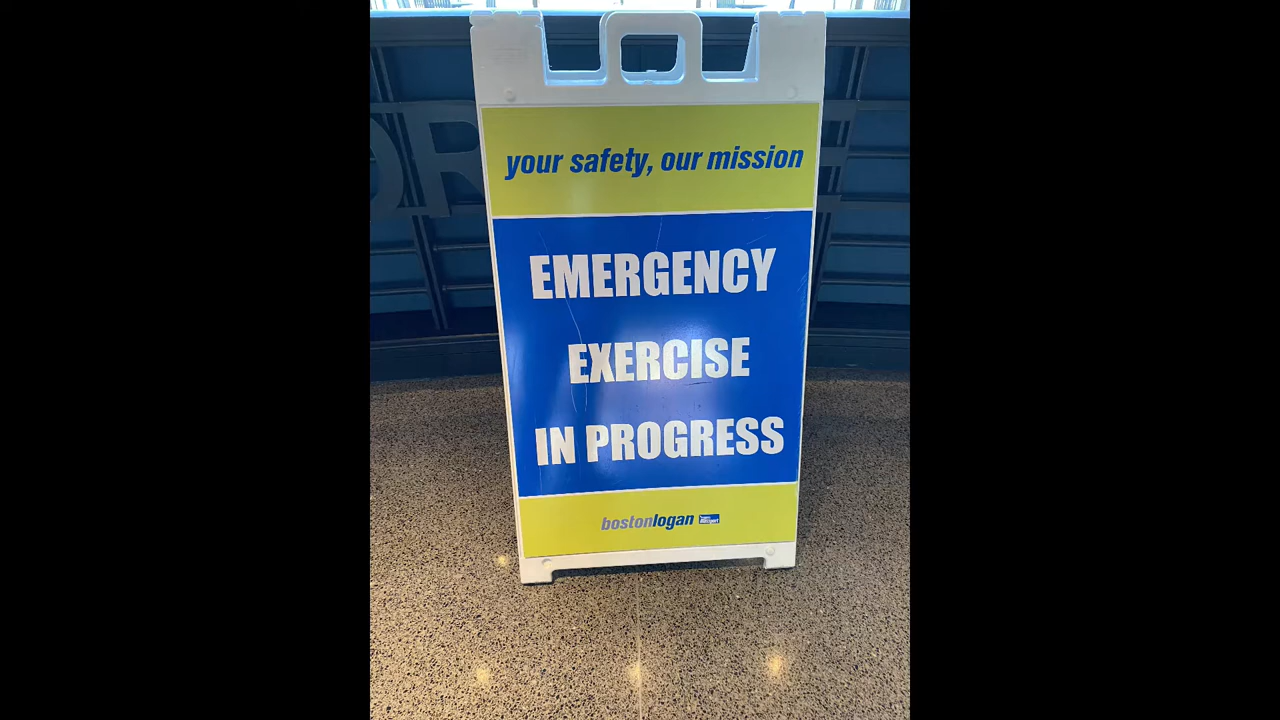 your safety, our mission
EMERGENCY
EXERCISE
IN PROGRESS
bostonlogan